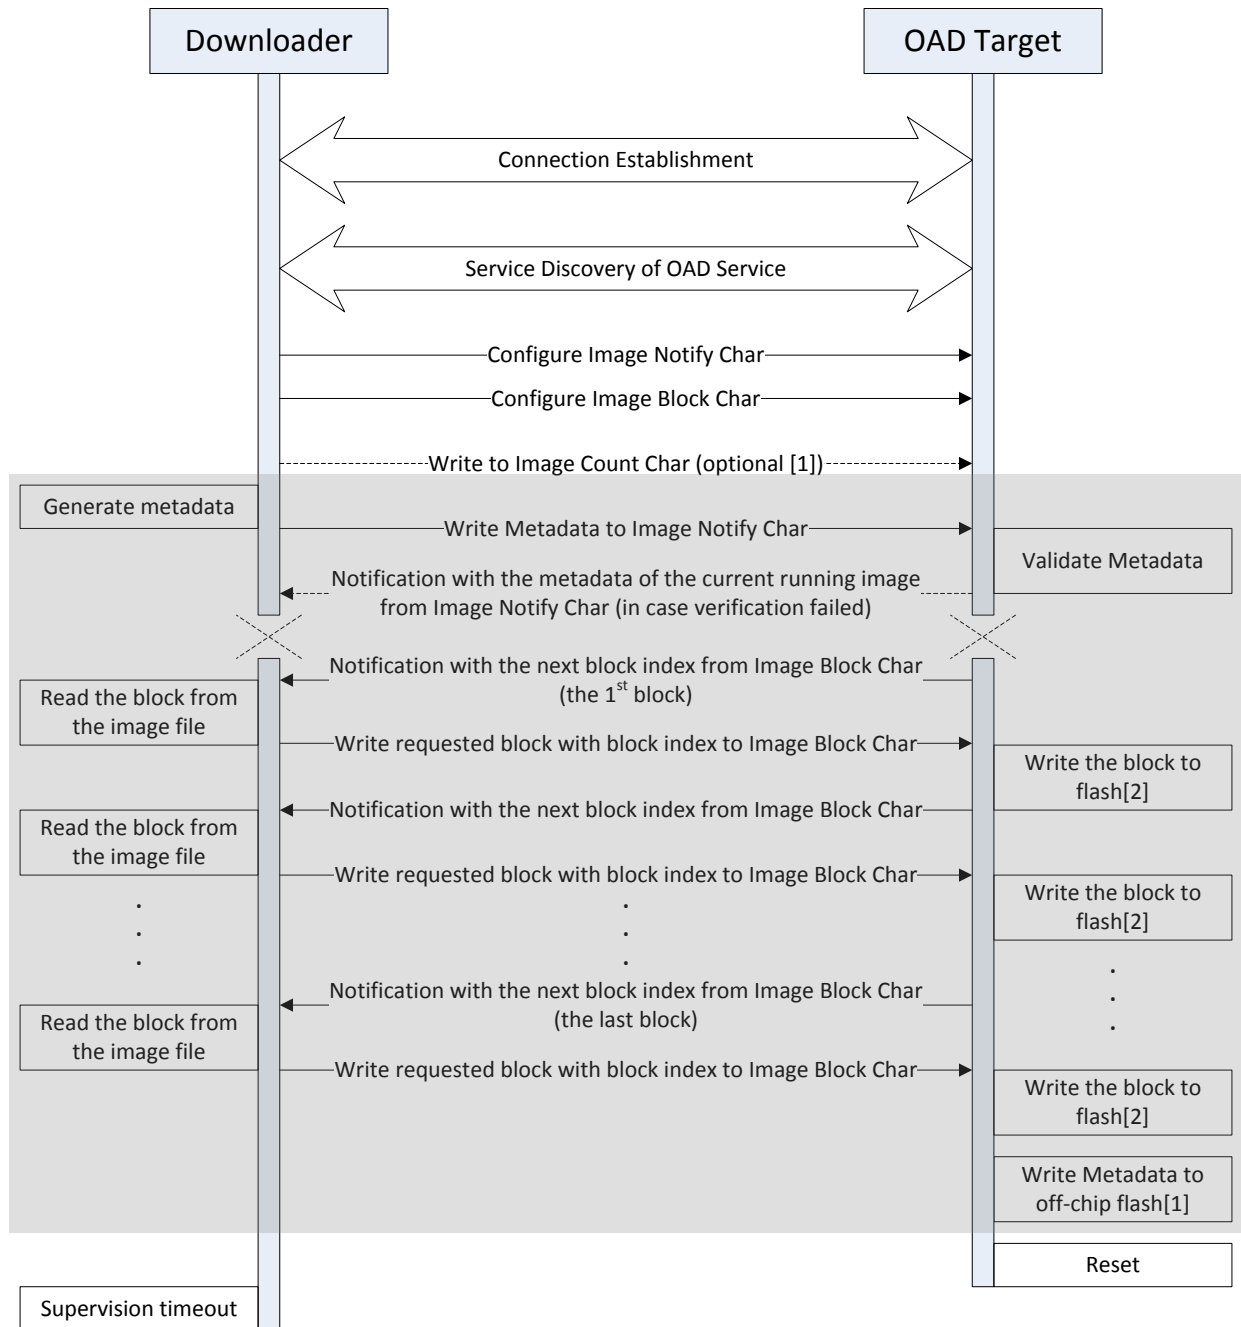 Downloader
OAD Target
Connection Establishment
Service Discovery of OAD Service
Configure Image Notify Char
Configure Image Block Char
Write to Image Count Char (optional [1])
Generate metadata
Write Metadata to Image Notify Char
Validate Metadata
Notification with the metadata of the current running image
from Image Notify Char (in case verification failed)
Notification with the next block index from Image Block Char
(the 1st block)
Read the block from
the image file
Write requested block with block index to Image Block Char
Write the block to
flash[2]
Notification with the next block index from Image Block Char
Read the block from
the image file
Write requested block with block index to Image Block Char
Write the block to
flash[2]
.
.
.
.
.
.
.
.
.
Notification with the next block index from Image Block Char
(the last block)
Read the block from
the image file
Write requested block with block index to Image Block Char
Write the block to
flash[2]
Write Metadata to
off-chip flash[1]
Reset
Supervision timeout